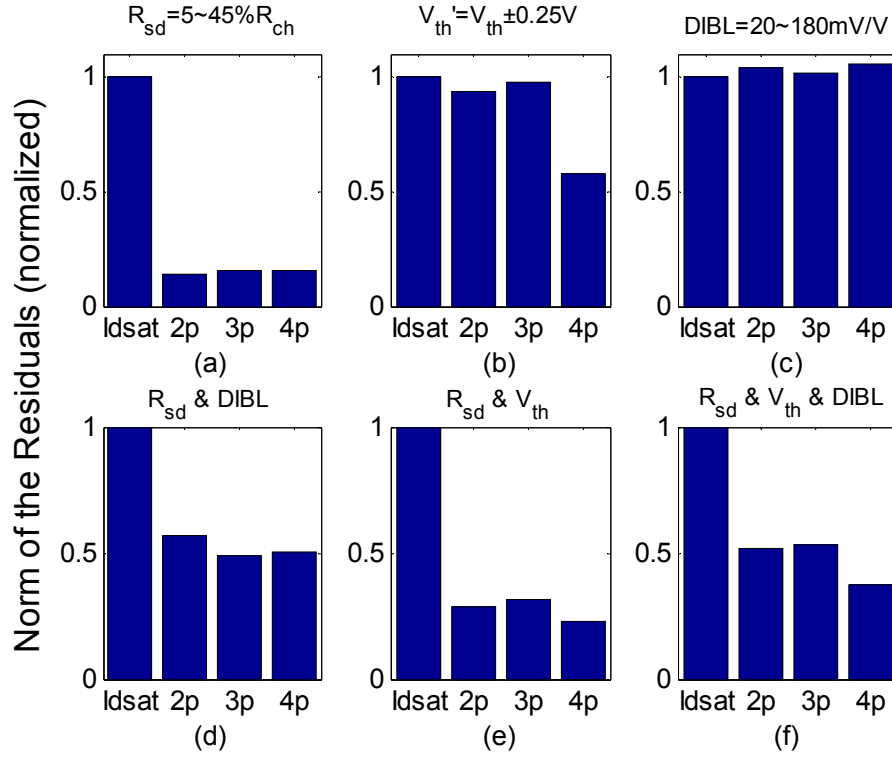 R_sd=5~45%R_ch
V_th'=V_th±0.25V
DIBL=20~180mV/V
Norm of the Residuals (normalized)
1
0.5
0
Idsat 2p 3p 4p
(a)
1
0.5
0
Idsat 2p 3p 4p
(b)
1
0.5
0
Idsat 2p 3p 4p
(c)
R_sd & DIBL
1
0.5
0
Idsat 2p 3p 4p
(d)
R_sd & V_th
1
0.5
0
Idsat 2p 3p 4p
(e)
R_sd & V_th & DIBL
1
0.5
0
Idsat 2p 3p 4p
(f)